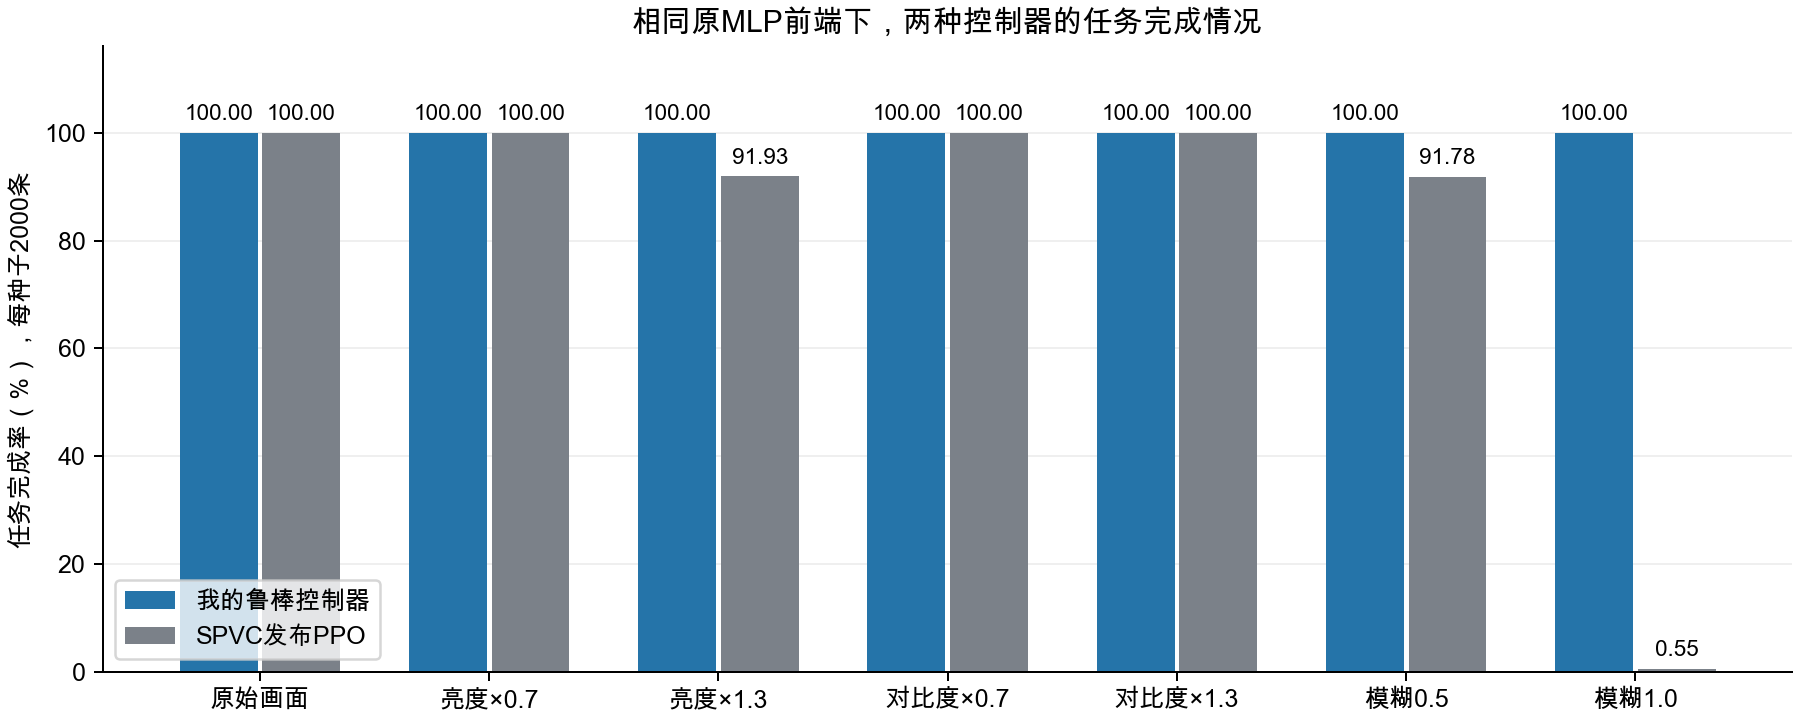 相同原MLP前端下，两种控制器的任务完成情况
任务完成率（%），每种子2000条
100
80
60
40
20
0
100.00 100.00
100.00 100.00
100.00 91.93
100.00 100.00
100.00 100.00
100.00 91.78
100.00 0.55
我的鲁棒控制器
SPVC发布PPO
原始画面
亮度×0.7
亮度×1.3
对比度×0.7
对比度×1.3
模糊0.5
模糊1.0